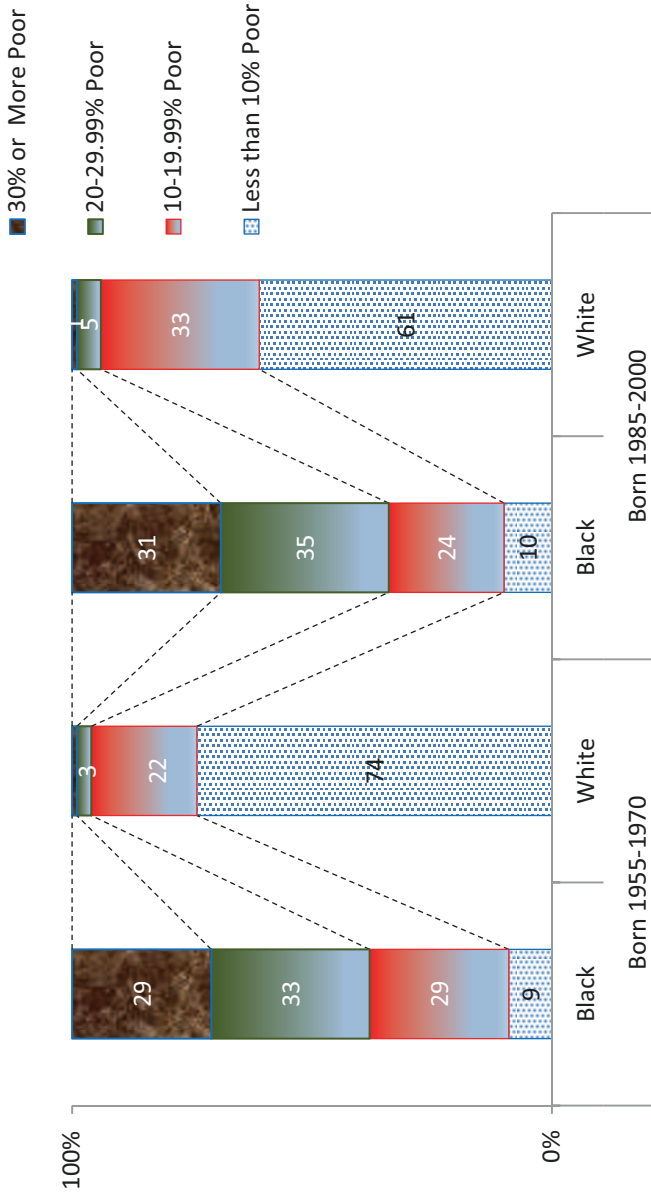 100%
0%
29
33
29
9
3
22
74
31
35
24
10
1
5
33
61
Black
White
Black
White
Born 1955-1970
Born 1985-2000
30% or More Poor
20-29.99% Poor
10-19.99% Poor
Less than 10% Poor